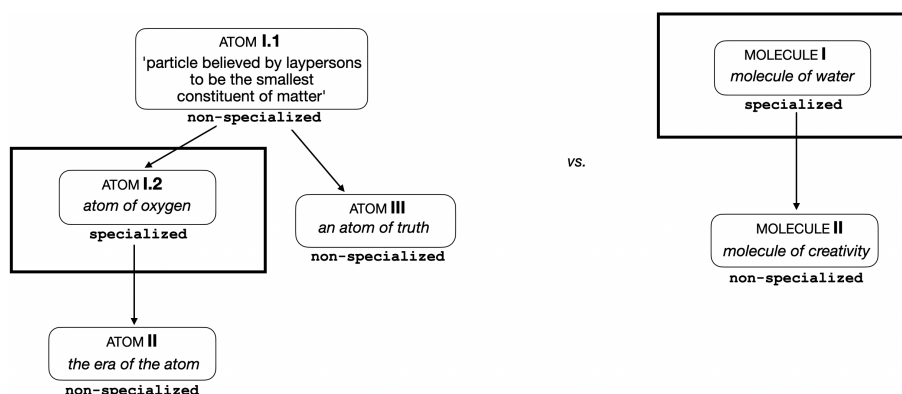 ATOM I.1
'particle believed by laypersons
to be the smallest
constituent of matter'
non-specialized
ATOM I.2
atom of oxygen
specialized
ATOM III
an atom of truth
non-specialized
ATOM II
the era of the atom
non-specialized
vs.
MOLECULE I
molecule of water
specialized
MOLECULE II
molecule of creativity
non-specialized